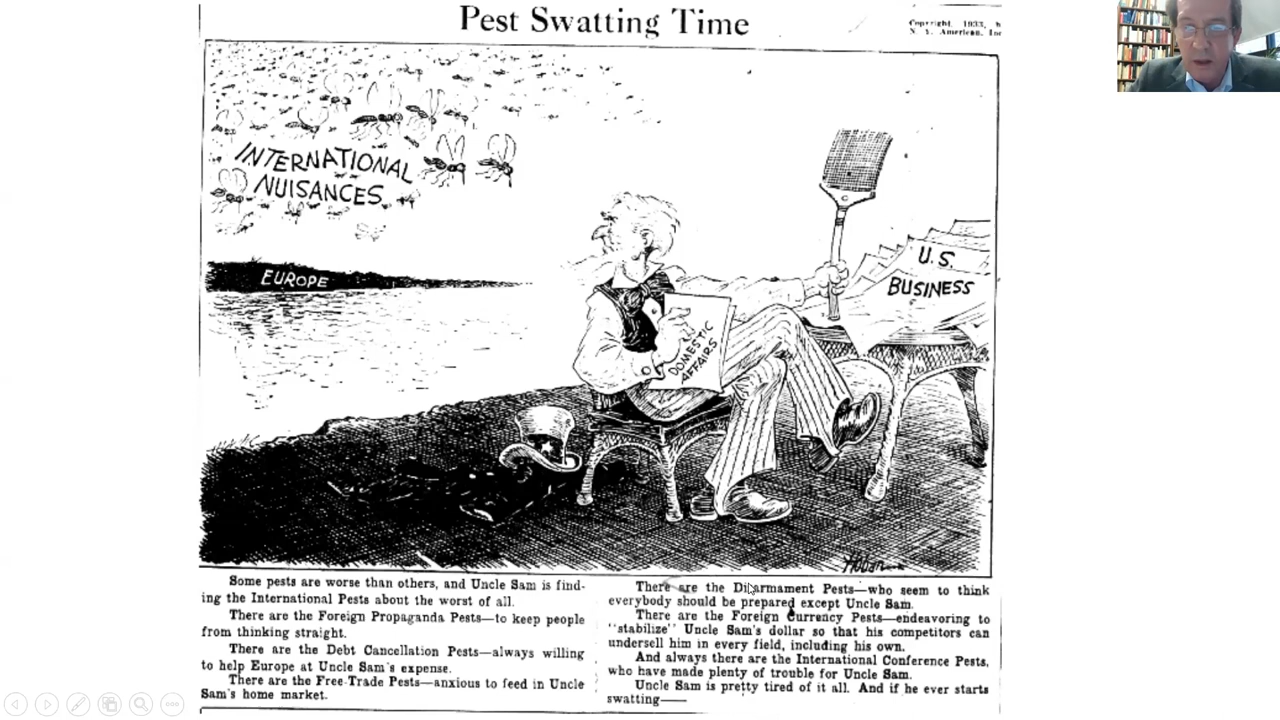 Pest Swatting Time
Copyright, 1933,
N. Y. American, Inc
INTERNATIONAL
NUISANCES
EUROPE
U.S.
BUSINESS
DOMESTIC
AFFAIRS
Some pests are worse than others, and Uncle Sam is find-
ing the International Pests about the worst of all.
There are the Foreign Propaganda Pests—to keep people
from thinking straight.
There are the Debt Cancellation Pests—always willing
to help Europe at Uncle Sam's expense.
There are the Free-Trade Pests—anxious to feed in Uncle
Sam's home market.
There are the Disarmament Pests—who seem to think
everybody should be prepared except Uncle Sam.
There are the Foreign Currency Pests—endeavoring to
"stabilize" Uncle Sam's dollar so that his competitors can
undersell him in every field, including his own.
And always there are the International Conference Pests,
who have made plenty of trouble for Uncle Sam.
Uncle Sam is pretty tired of it all. And if he ever starts
swatting——